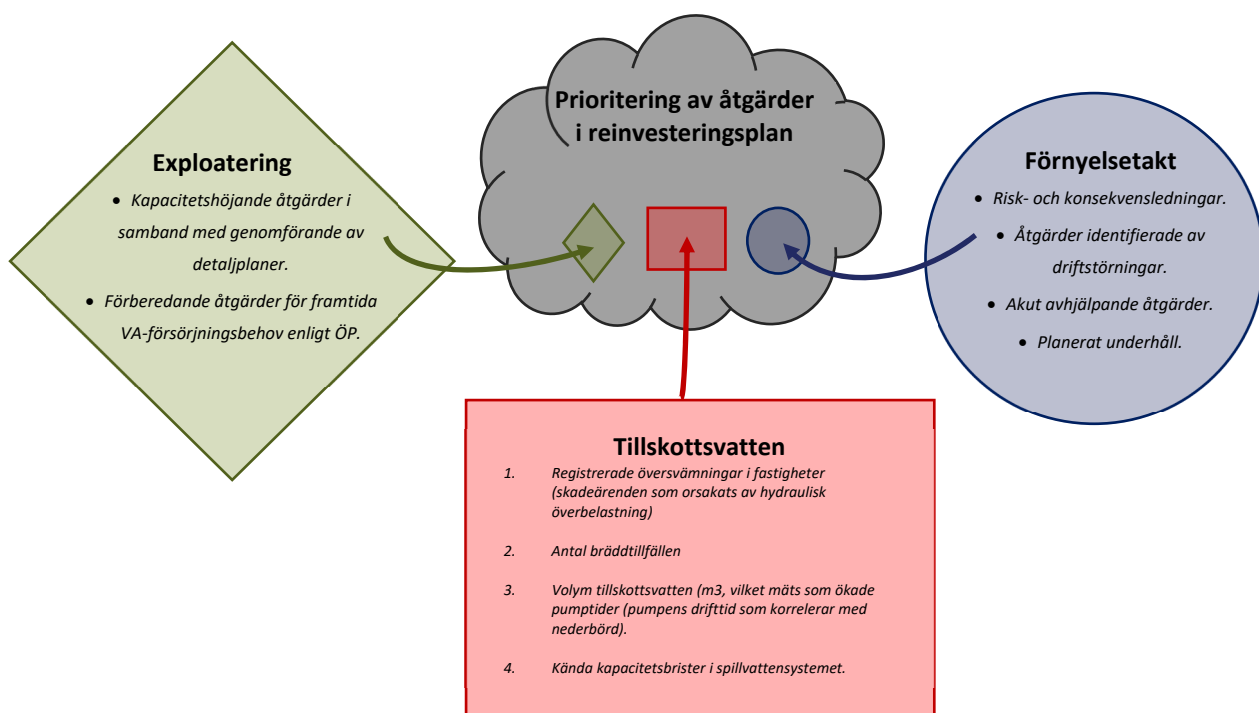 Prioritering av åtgärder
i reinvesteringsplan
Exploatering
• Kapacitetshöjande åtgärder i
samband med genomförande av
detaljplaner.
• Förberedande åtgärder för framtida
VA-försörjningsbehov enligt ÖP.
Förnyelsetakt
• Risk- och konsekvensledningar.
• Åtgärder identifierade av
driftstörningar.
• Akut avhjälpande åtgärder.
• Planerat underhåll.
Tillskottsvatten
1. Registrerade översvämningar i fastigheter
(skadeärenden som orsakats av hydraulisk
överbelastning)
2. Antal bräddtillfällen
3. Volym tillskottsvatten (m3, vilket mäts som ökade
pumptider (pumpens drifttid som korrelerar med
nederbörd).
4. Kända kapacitetsbrister i spillvattensystemet.